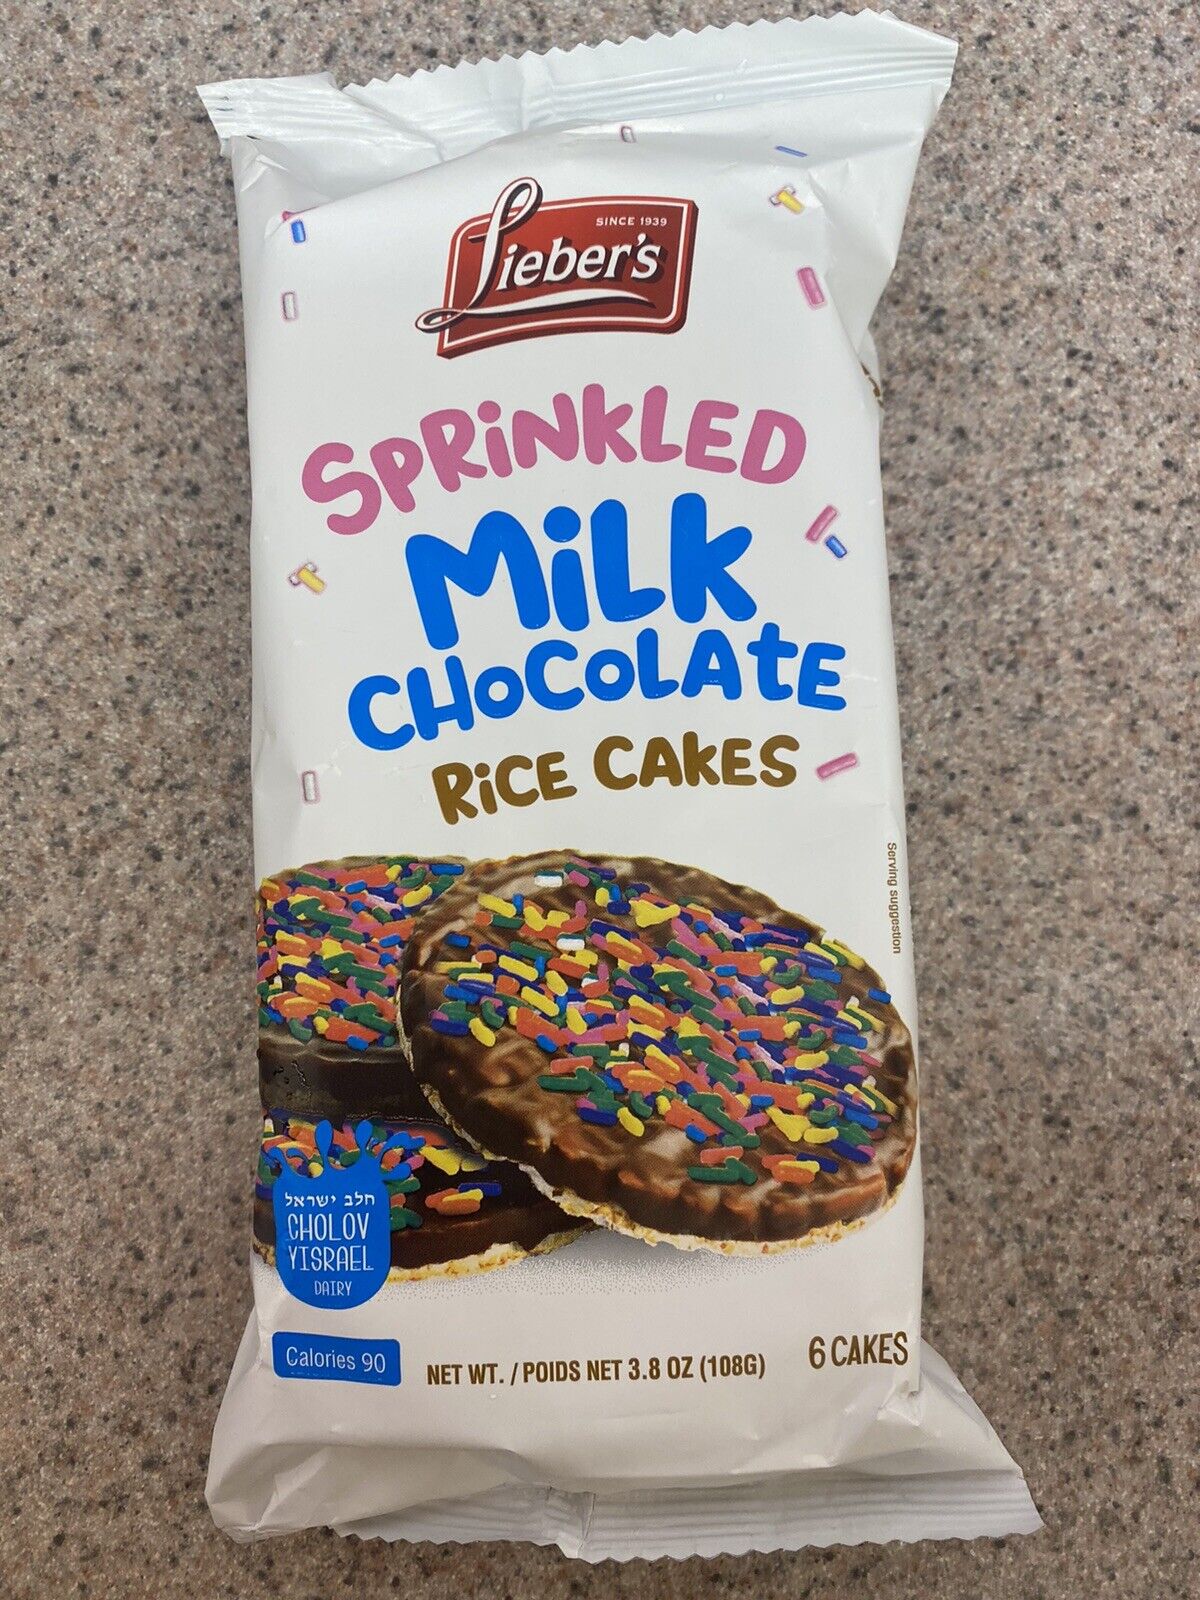 SINCE 1939
Lieber's
SPRiNkLED
MiLk
CHoCoLAtE
RiCE CAkES
Serving suggestion
חלב ישראל
CHOLOV
YISRAEL
DAIRY
Calories 90
NET WT. / POIDS NET 3.8 OZ (108G)
6 CAKES